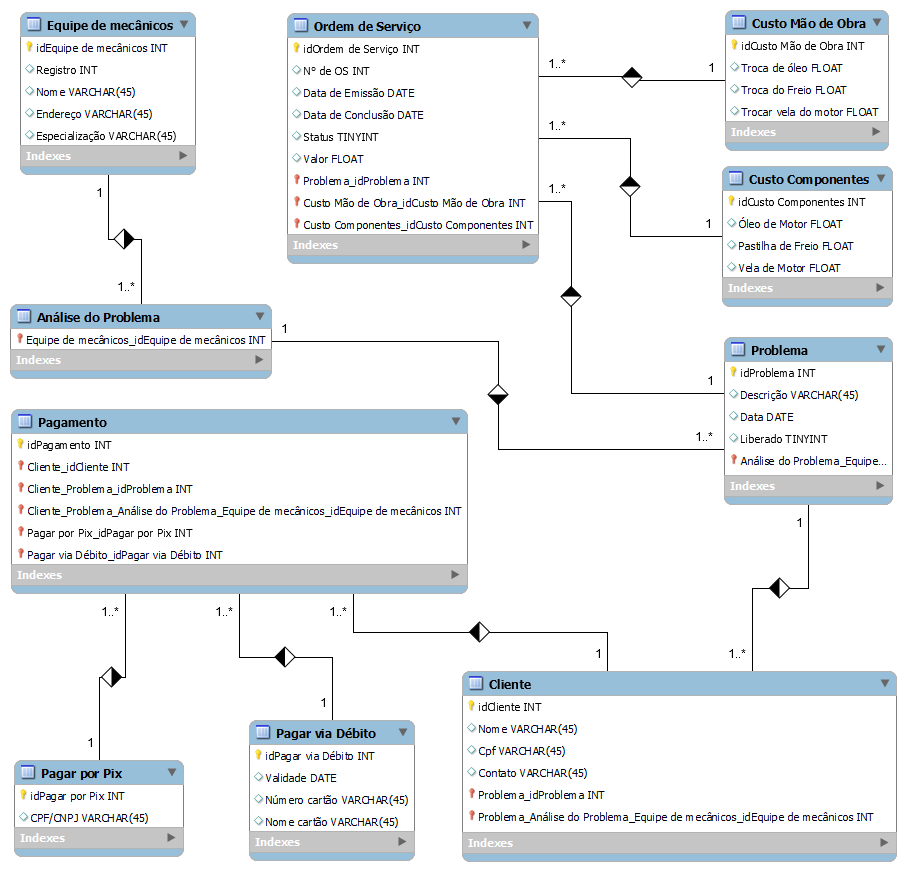 Equipe de mecânicos
idEquipe de mecânicos INT
Registro INT
Nome VARCHAR(45)
Endereço VARCHAR(45)
Especialização VARCHAR(45)
Indexes
Ordem de Serviço
idOrdem de Serviço INT
Nº de OS INT
Data de Emissão DATE
Data de Conclusão DATE
Status TINYINT
Valor FLOAT
Problema_idProblema INT
Custo Mão de Obra_idCusto Mão de Obra INT
Custo Componentes_idCusto Componentes INT
Indexes
Custo Mão de Obra
idCusto Mão de Obra INT
Troca de óleo FLOAT
Troca do Freio FLOAT
Trocar vela do motor FLOAT
Indexes
1..*
1
1..*
1
1..*
1
Custo Componentes
idCusto Componentes INT
Óleo de Motor FLOAT
Pastilha de Freio FLOAT
Vela de Motor FLOAT
Indexes
1
1..*
Análise do Problema
Equipe de mecânicos_idEquipe de mecânicos INT
Indexes
1
1..*
Problema
idProblema INT
Descrição VARCHAR(45)
Data DATE
Liberado TINYINT
Análise do Problema_Equipe...
Indexes
Pagamento
idPagamento INT
Cliente_idCliente INT
Cliente_Problema_idProblema INT
Cliente_Problema_Análise do Problema_Equipe de mecânicos_idEquipe de mecânicos INT
Pagar por Pix_idPagar por Pix INT
Pagar via Débito_idPagar via Débito INT
Indexes
1
1..*
1..*
1..*
1..*
1
1
1
Pagar por Pix
idPagar por Pix INT
CPF/CNPJ VARCHAR(45)
Indexes
Pagar via Débito
idPagar via Débito INT
Validade DATE
Número cartão VARCHAR(45)
Nome cartão VARCHAR(45)
Indexes
Cliente
idCliente INT
Nome VARCHAR(45)
Cpf VARCHAR(45)
Contato VARCHAR(45)
Problema_idProblema INT
Problema_Análise do Problema_Equipe de mecânicos_idEquipe de mecânicos INT
Indexes